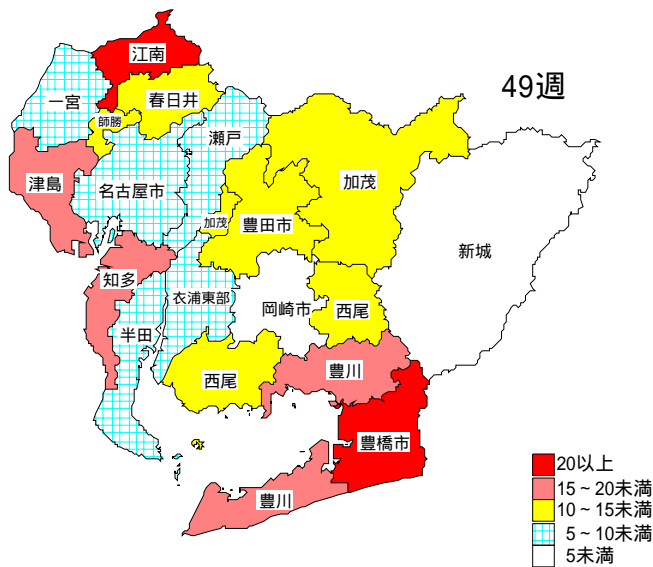 49週
江南
一宮
春日井
師勝
瀬戸
津島
名古屋市
加茂
加茂
豊田市
新城
知多
衣浦東部
岡崎市
西尾
半田
西尾
豊川
豊橋市
豊川
20以上
15~20未満
10~15未満
5~10未満
5未満